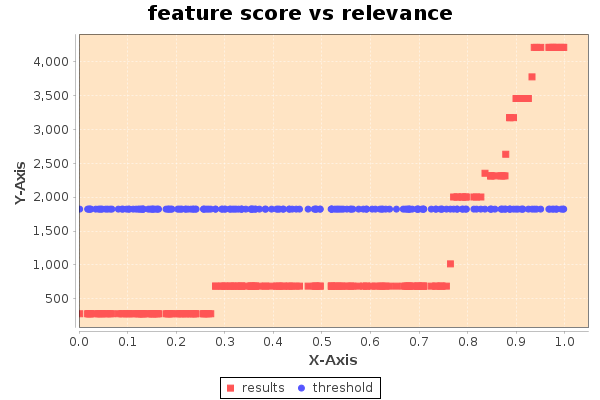 feature score vs relevance
Y-Axis
4,000
3,500
3,000
2,500
2,000
1,500
1,000
500
0.0 0.1 0.2 0.3 0.4 0.5 0.6 0.7 0.8 0.9 1.0
X-Axis
results threshold